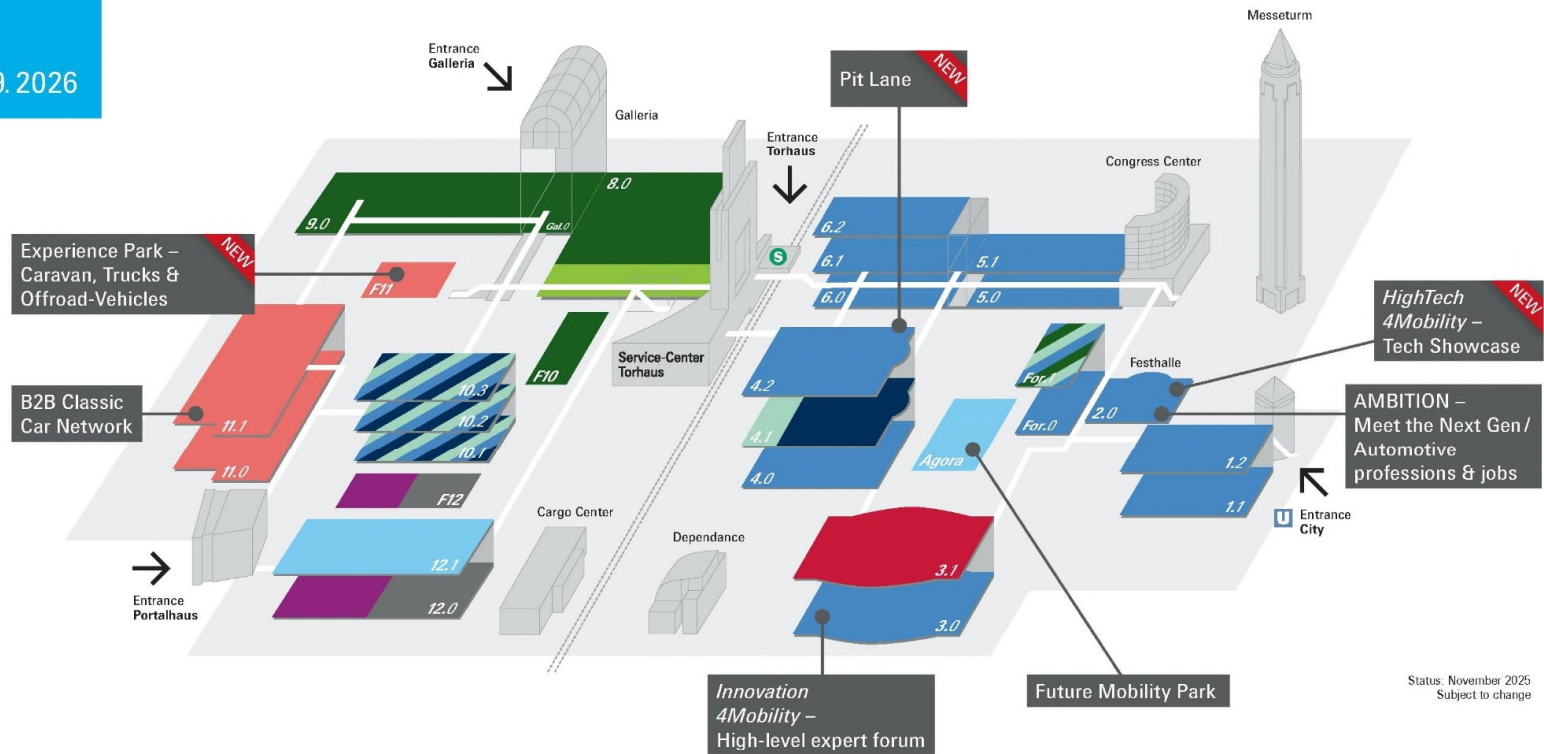 9. 2026
Messeturm
Entrance
Galleria
Pit Lane
NEW
Galleria
Entrance
Torhaus
Congress Center
8.0
9.0
Gal.0
6.2
6.1
6.0
5.1
5.0
S
Experience Park –
Caravan, Trucks &
Offroad-Vehicles
NEW
F11
HighTech
4Mobility –
Tech Showcase
NEW
Service-Center
Torhaus
F10
10.3
10.2
10.1
4.2
4.1
4.0
For.1
For.0
Festhalle
2.0
B2B Classic
Car Network
11.1
11.0
AMBITION –
Meet the Next Gen /
Automotive
professions & jobs
Agora
1.2
1.1
F12
Cargo Center
Dependance
U Entrance
City
12.1
12.0
3.1
3.0
Entrance
Portalhaus
Innovation
4Mobility –
High-level expert forum
Future Mobility Park
Status: November 2025
Subject to change